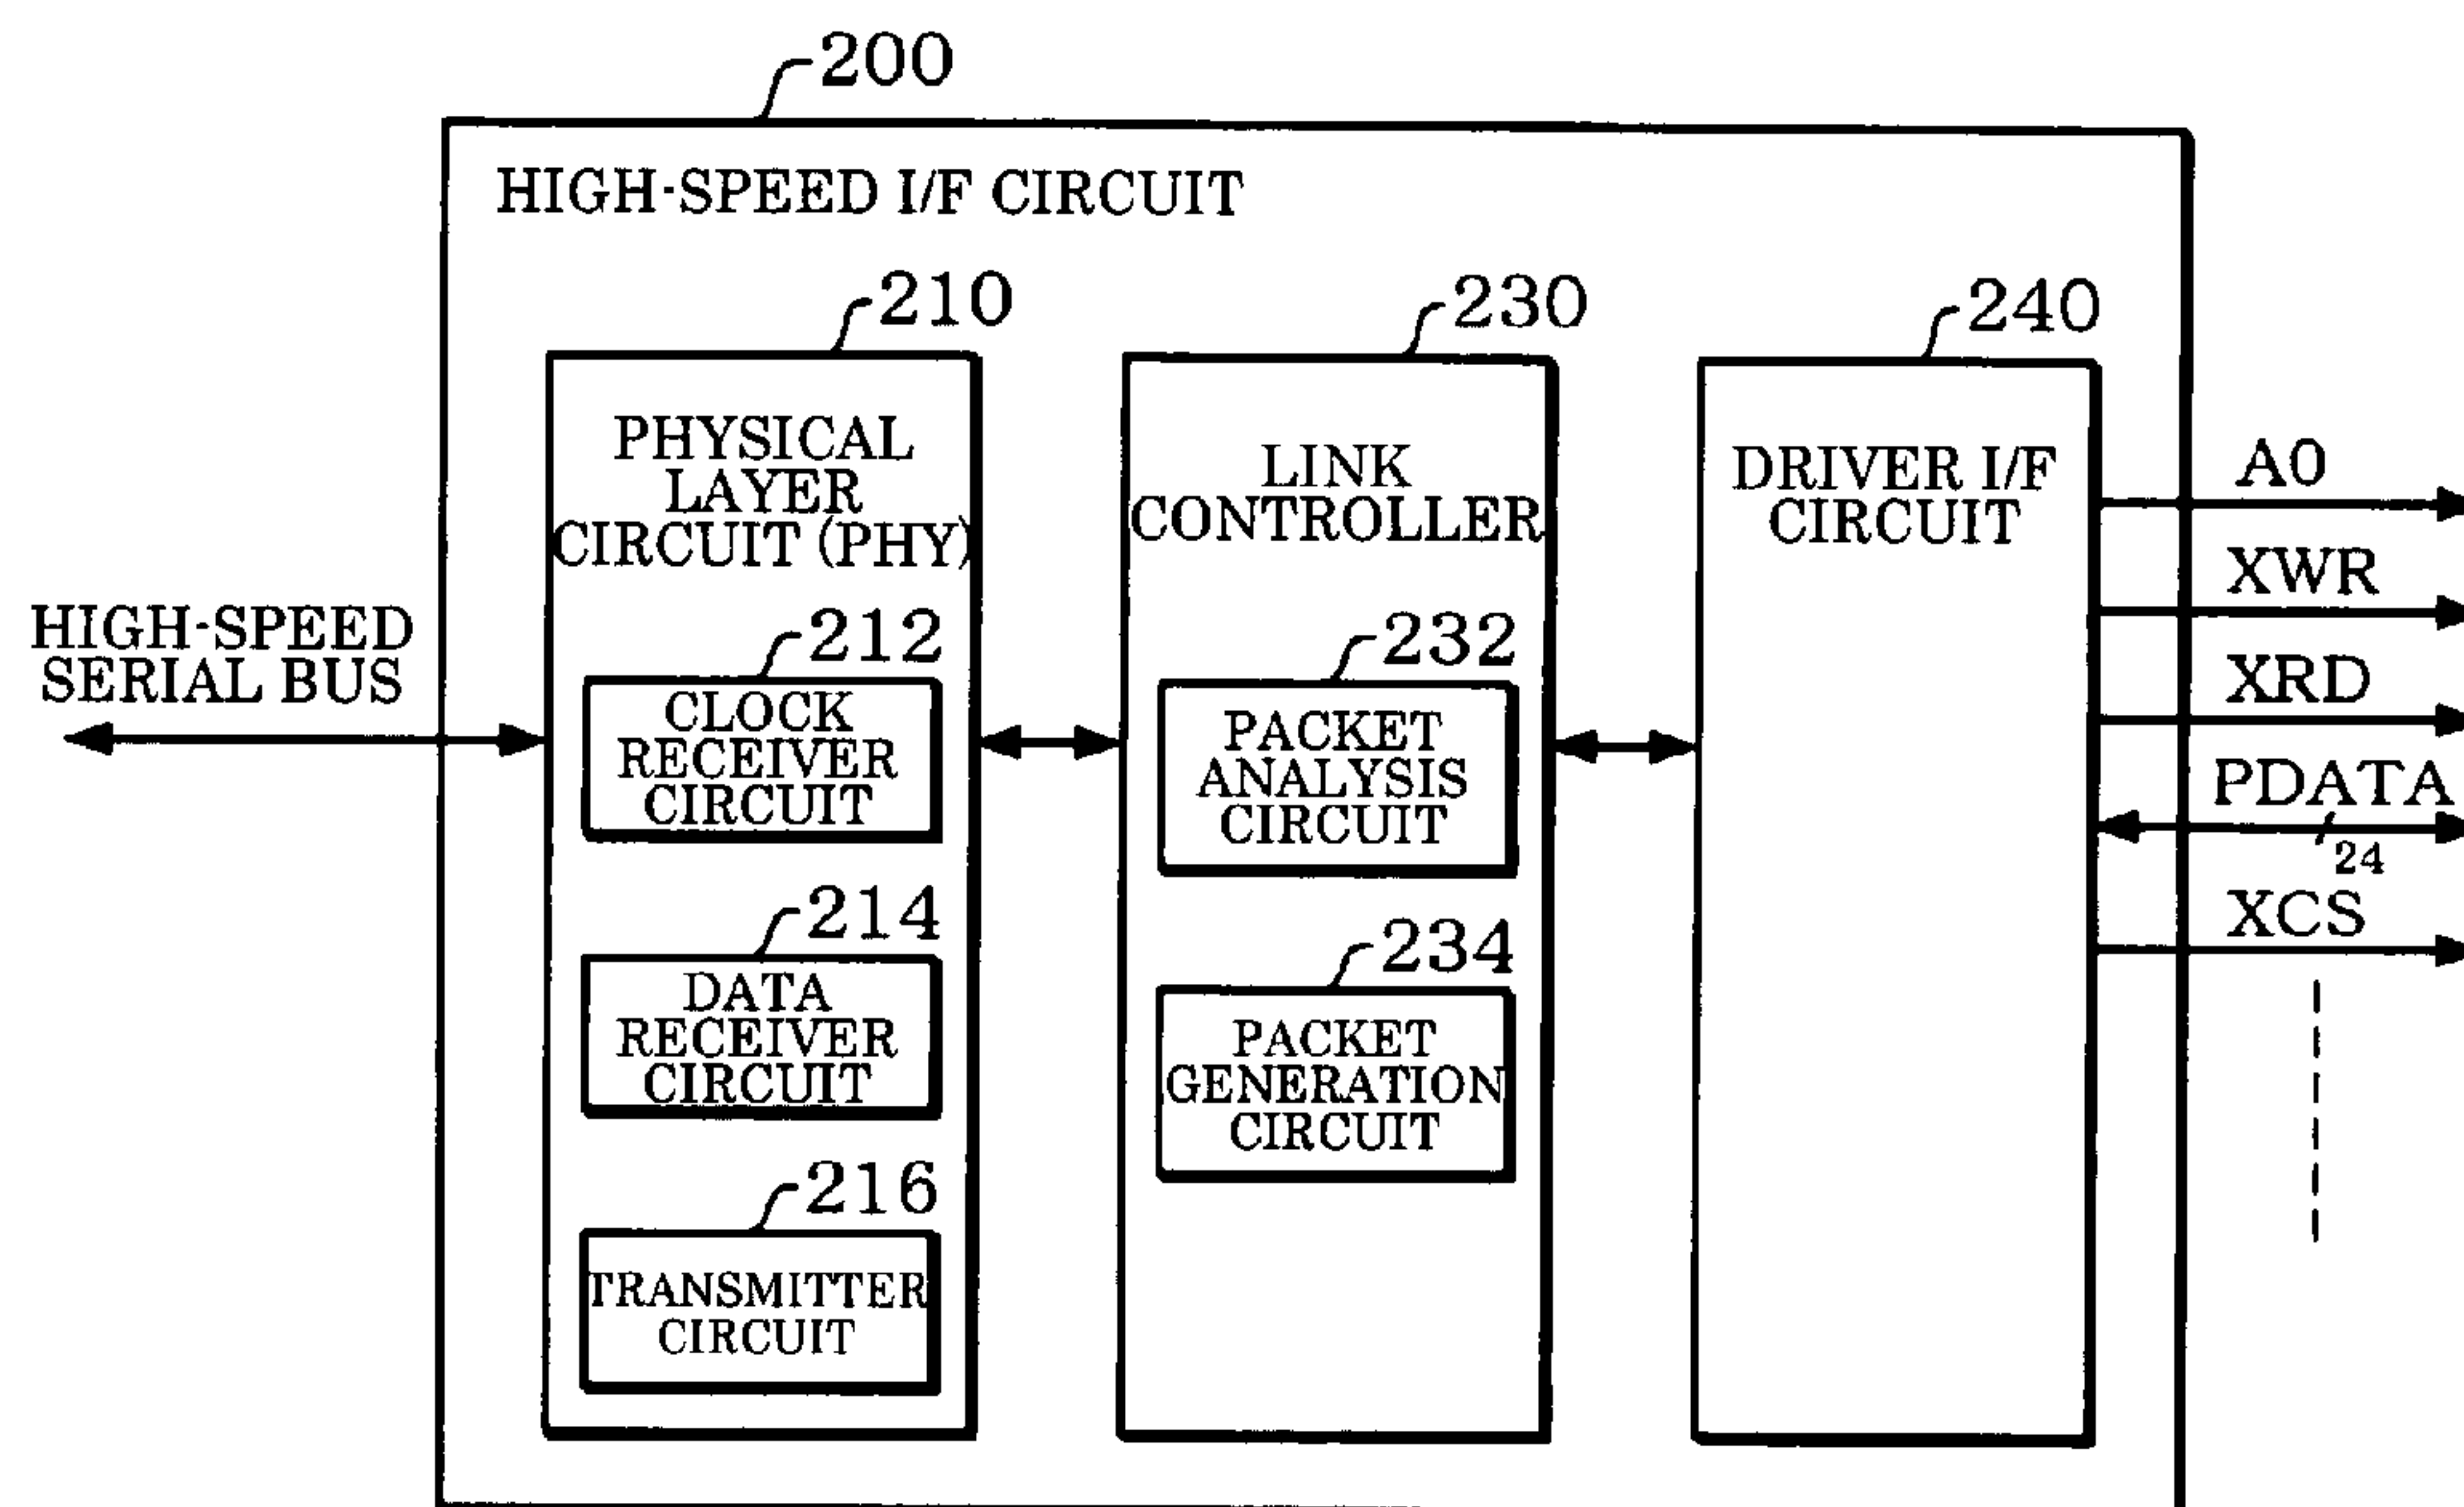 200
HIGH-SPEED I/F CIRCUIT
210
230
240
PHYSICAL
LAYER
CIRCUIT (PHY)
LINK
CONTROLLER
DRIVER I/F
CIRCUIT
HIGH-SPEED
SERIAL BUS
212
CLOCK
RECEIVER
CIRCUIT
214
DATA
RECEIVER
CIRCUIT
216
TRANSMITTER
CIRCUIT
232
PACKET
ANALYSIS
CIRCUIT
234
PACKET
GENERATION
CIRCUIT
A0
XWR
XRD
PDATA
24
XCS